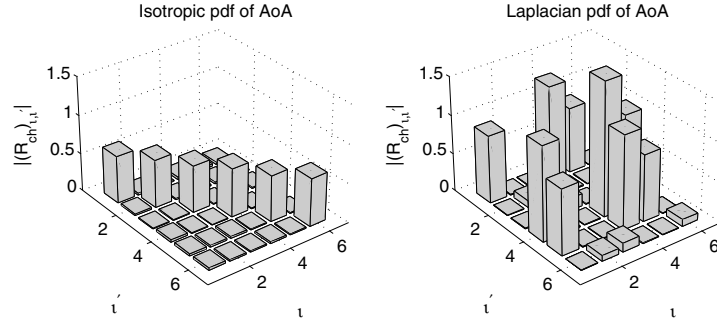 Isotropic pdf of AoA
|(R_ch)_ι,ι′|
1.5
1
0.5
0
2
4
6
ι′
2
4
6
ι
Laplacian pdf of AoA
|(R_ch)_ι,ι′|
1.5
1
0.5
0
2
4
6
ι′
2
4
6
ι